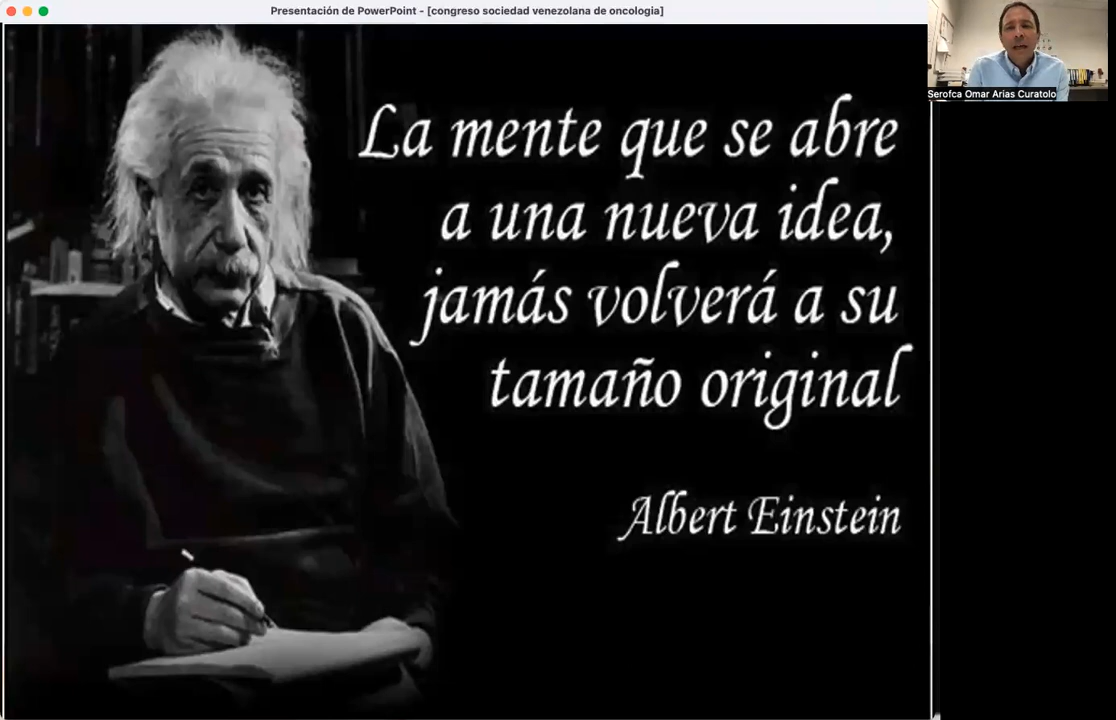 Presentación de PowerPoint - [congreso sociedad venezolana de oncologia]
Serofca Omar Arias Curatolo
La mente que se abre
a una nueva idea,
jamás volverá a su
tamaño original
Albert Einstein